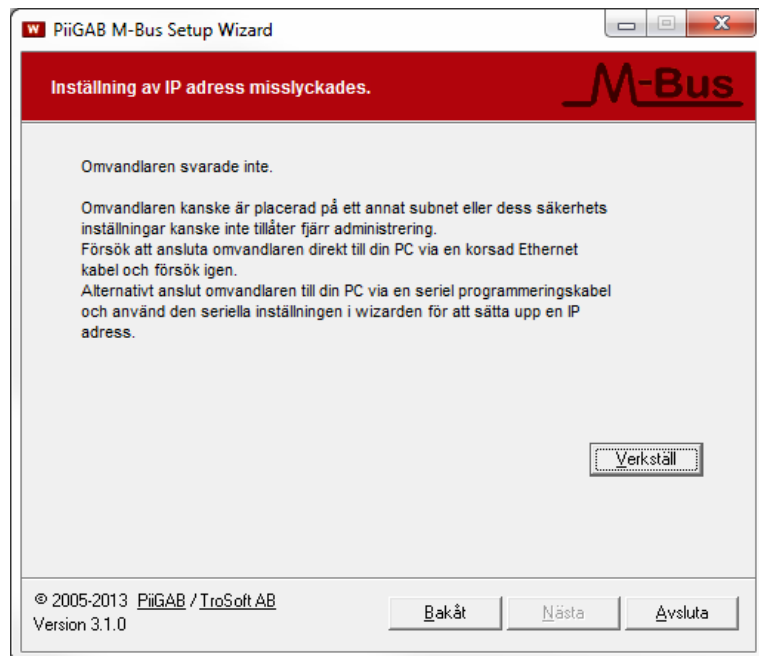 PiiGAB M-Bus Setup Wizard
Inställning av IP adress misslyckades.
M-Bus
Omvandlaren svarade inte.
Omvandlaren kanske är placerad på ett annat subnet eller dess säkerhets
inställningar kanske inte tillåter fjärr administrering.
Försök att ansluta omvandlaren direkt till din PC via en korsad Ethernet
kabel och försök igen.
Alternativt anslut omvandlaren till din PC via en seriel programmeringskabel
och använd den seriella inställningen i wizarden för att sätta upp en IP
adress.
Verkställ
© 2005-2013 PiiGAB / TroSoft AB
Version 3.1.0
Bakåt
Nästa
Avsluta